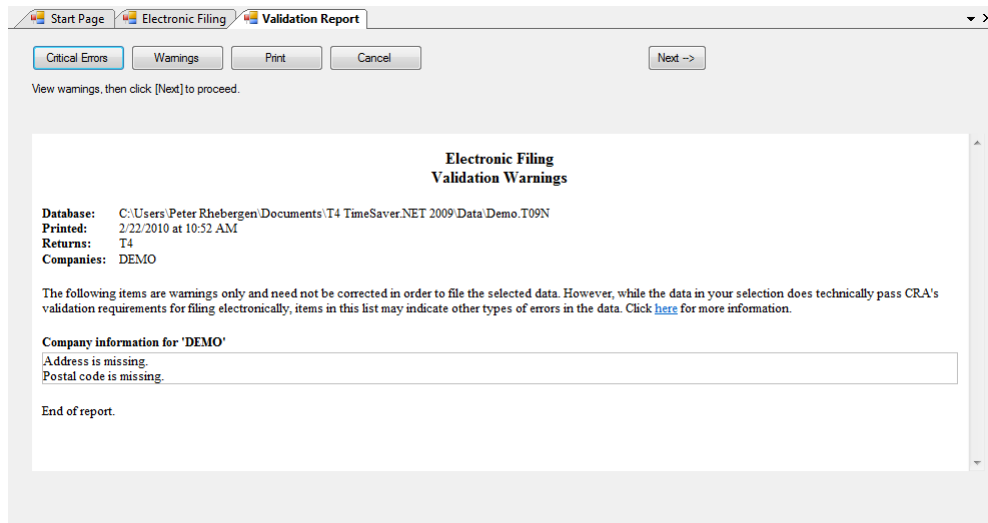 Start Page Electronic Filing Validation Report
Critical Errors Warnings Print Cancel Next -->
View warnings, then click [Next] to proceed.
Electronic Filing
Validation Warnings
Database: C:\Users\Peter Rhebergen\Documents\T4 TimeSaver.NET 2009\Data\Demo.T09N
Printed: 2/22/2010 at 10:52 AM
Returns: T4
Companies: DEMO
The following items are warnings only and need not be corrected in order to file the selected data. However, while the data in your selection does technically pass CRA's
validation requirements for filing electronically, items in this list may indicate other types of errors in the data. Click here for more information.
Company information for 'DEMO'
Address is missing.
Postal code is missing.
End of report.